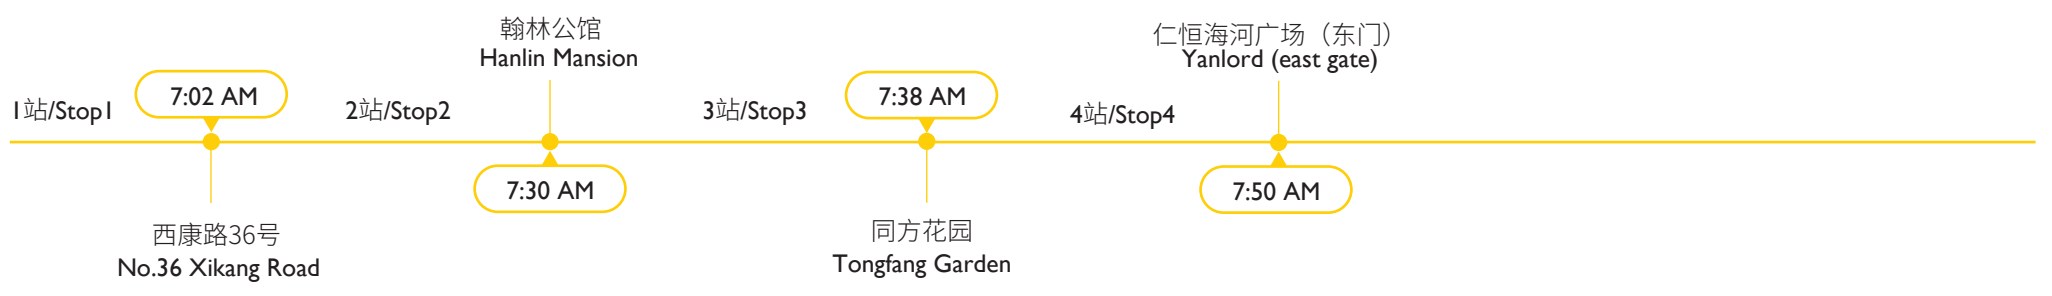 1站/Stop1
7:02 AM
西康路36号
No.36 Xikang Road
2站/Stop2
翰林公馆
Hanlin Mansion
7:30 AM
3站/Stop3
7:38 AM
同方花园
Tongfang Garden
4站/Stop4
仁恒海河广场（东门）
Yanlord (east gate)
7:50 AM